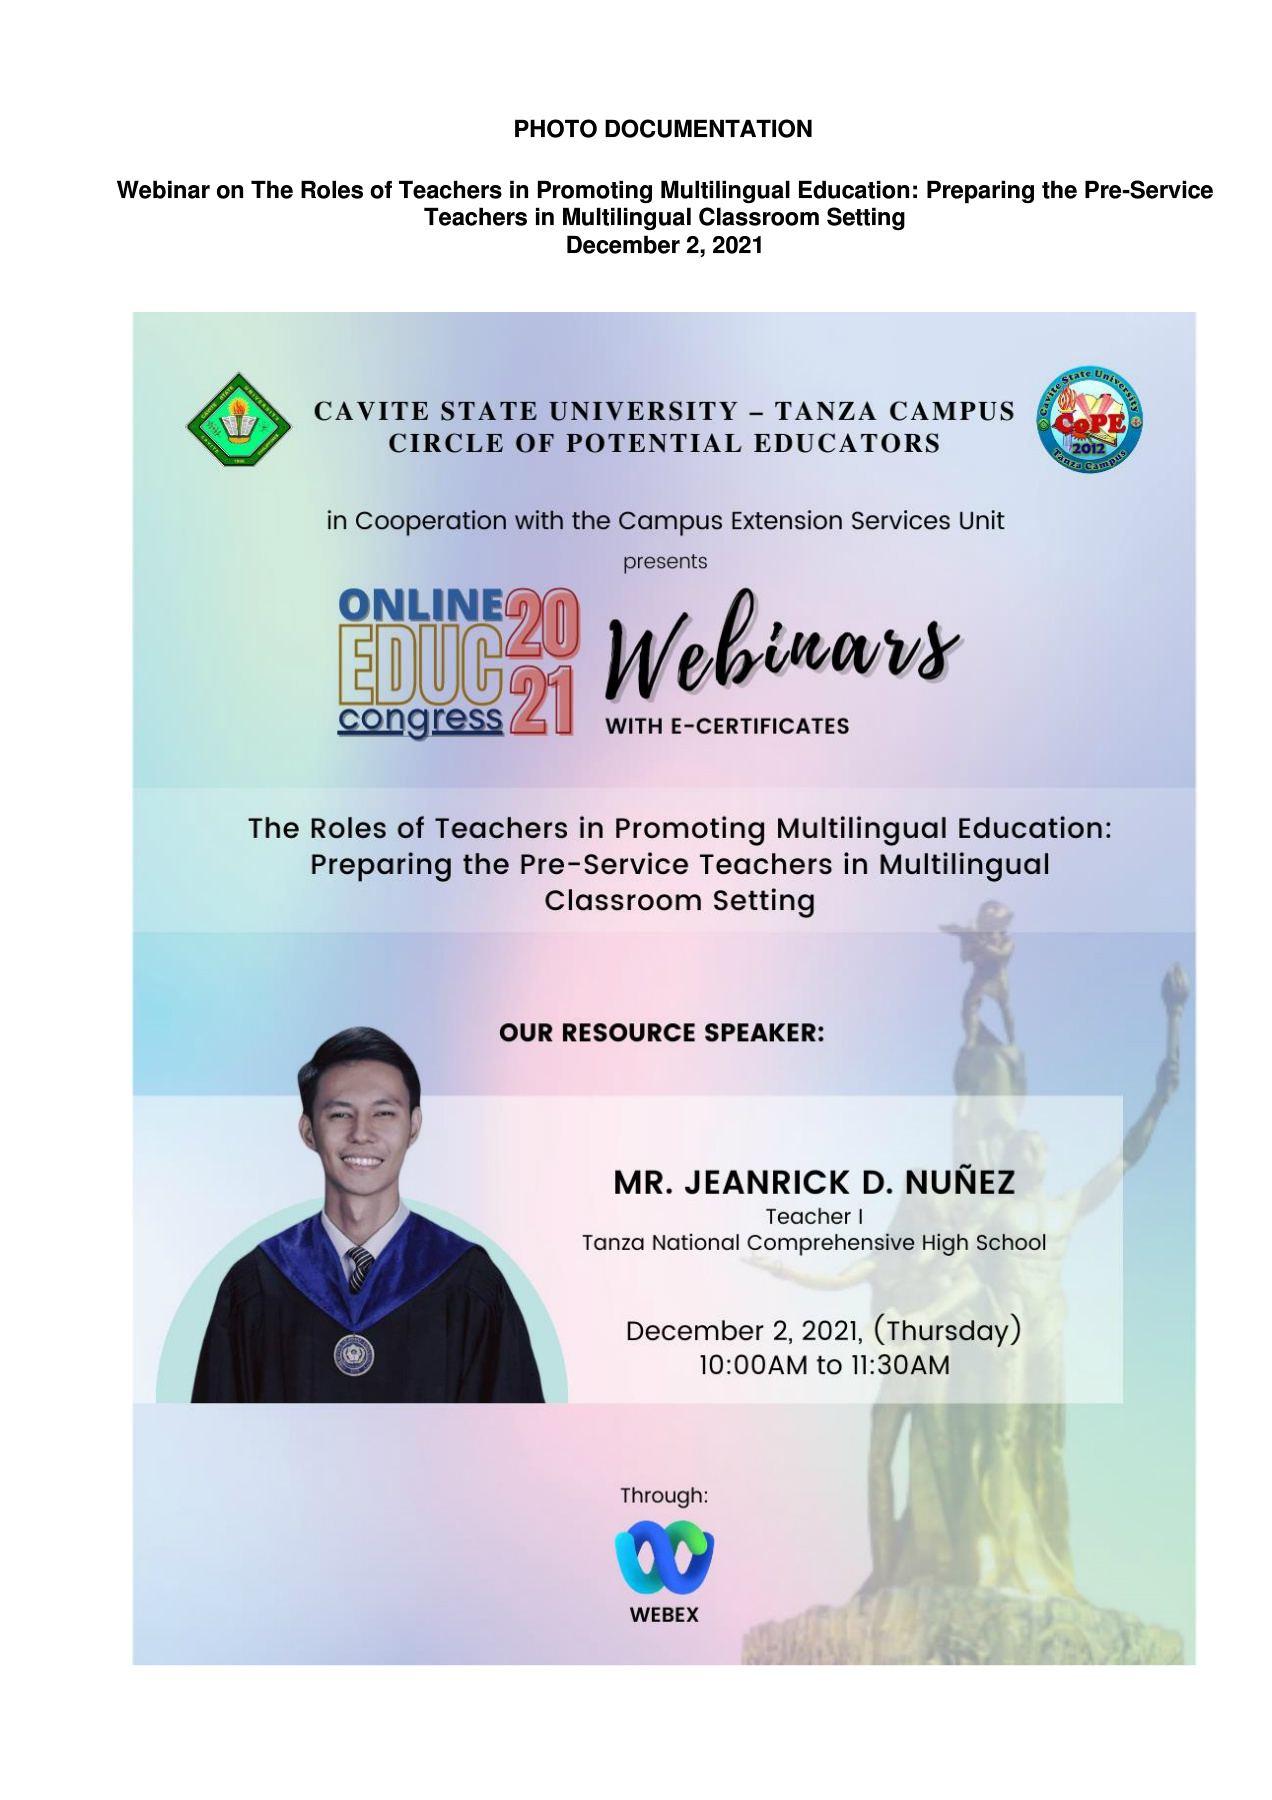 PHOTO DOCUMENTATION
Webinar on The Roles of Teachers in Promoting Multilingual Education: Preparing the Pre-Service
Teachers in Multilingual Classroom Setting
December 2, 2021
CAVITE STATE UNIVERSITY – TANZA CAMPUS
CIRCLE OF POTENTIAL EDUCATORS
Cavite State University
CoPE
2012
Tanza Campus
in Cooperation with the Campus Extension Services Unit
presents
ONLINE
EDUC
congress
20
21
Webinars
WITH E-CERTIFICATES
The Roles of Teachers in Promoting Multilingual Education:
Preparing the Pre-Service Teachers in Multilingual
Classroom Setting
OUR RESOURCE SPEAKER:
MR. JEANRICK D. NUÑEZ
Teacher I
Tanza National Comprehensive High School
December 2, 2021, (Thursday)
10:00AM to 11:30AM
Through:
WEBEX